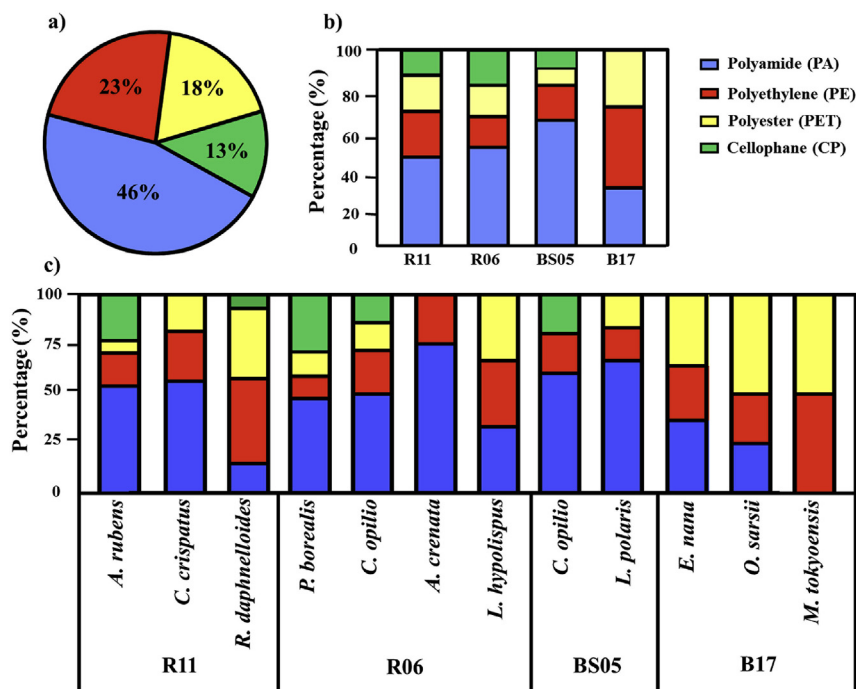 a)
23%
18%
13%
46%
b)
Percentage (%)
100
80
60
40
20
0
R11
R06
BS05
B17
Polyamide (PA)
Polyethylene (PE)
Polyester (PET)
Cellophane (CP)
c)
Percentage (%)
100
75
50
25
0
A. rubens
C. crispatus
R. daphnelloides
P. borealis
C. opilio
A. crenata
L. hypolispus
C. opilio
L. polaris
E. nana
O. sarsii
M. tokyoensis
R11
R06
BS05
B17